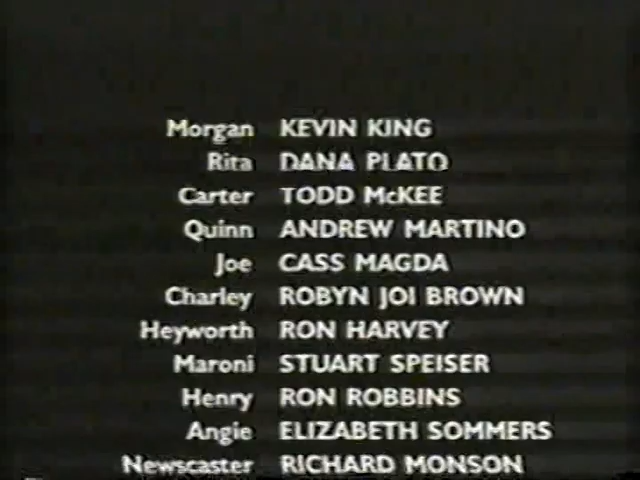 Morgan KEVIN KING
Rita DANA PLATO
Carter TODD McKEE
Quinn ANDREW MARTINO
Joe CASS MAGDA
Charley ROBYN JOI BROWN
Heyworth RON HARVEY
Maroni STUART SPEISER
Henry RON ROBBINS
Angie ELIZABETH SOMMERS
Newscaster RICHARD MONSON